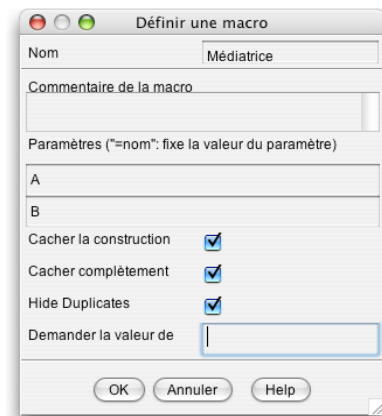 Définir une macro
Nom Médiatrice
Commentaire de la macro
Paramètres ("=nom": fixe la valeur du paramètre)
A
B
Cacher la construction
Cacher complètement
Hide Duplicates
Demander la valeur de
OK Annuler Help